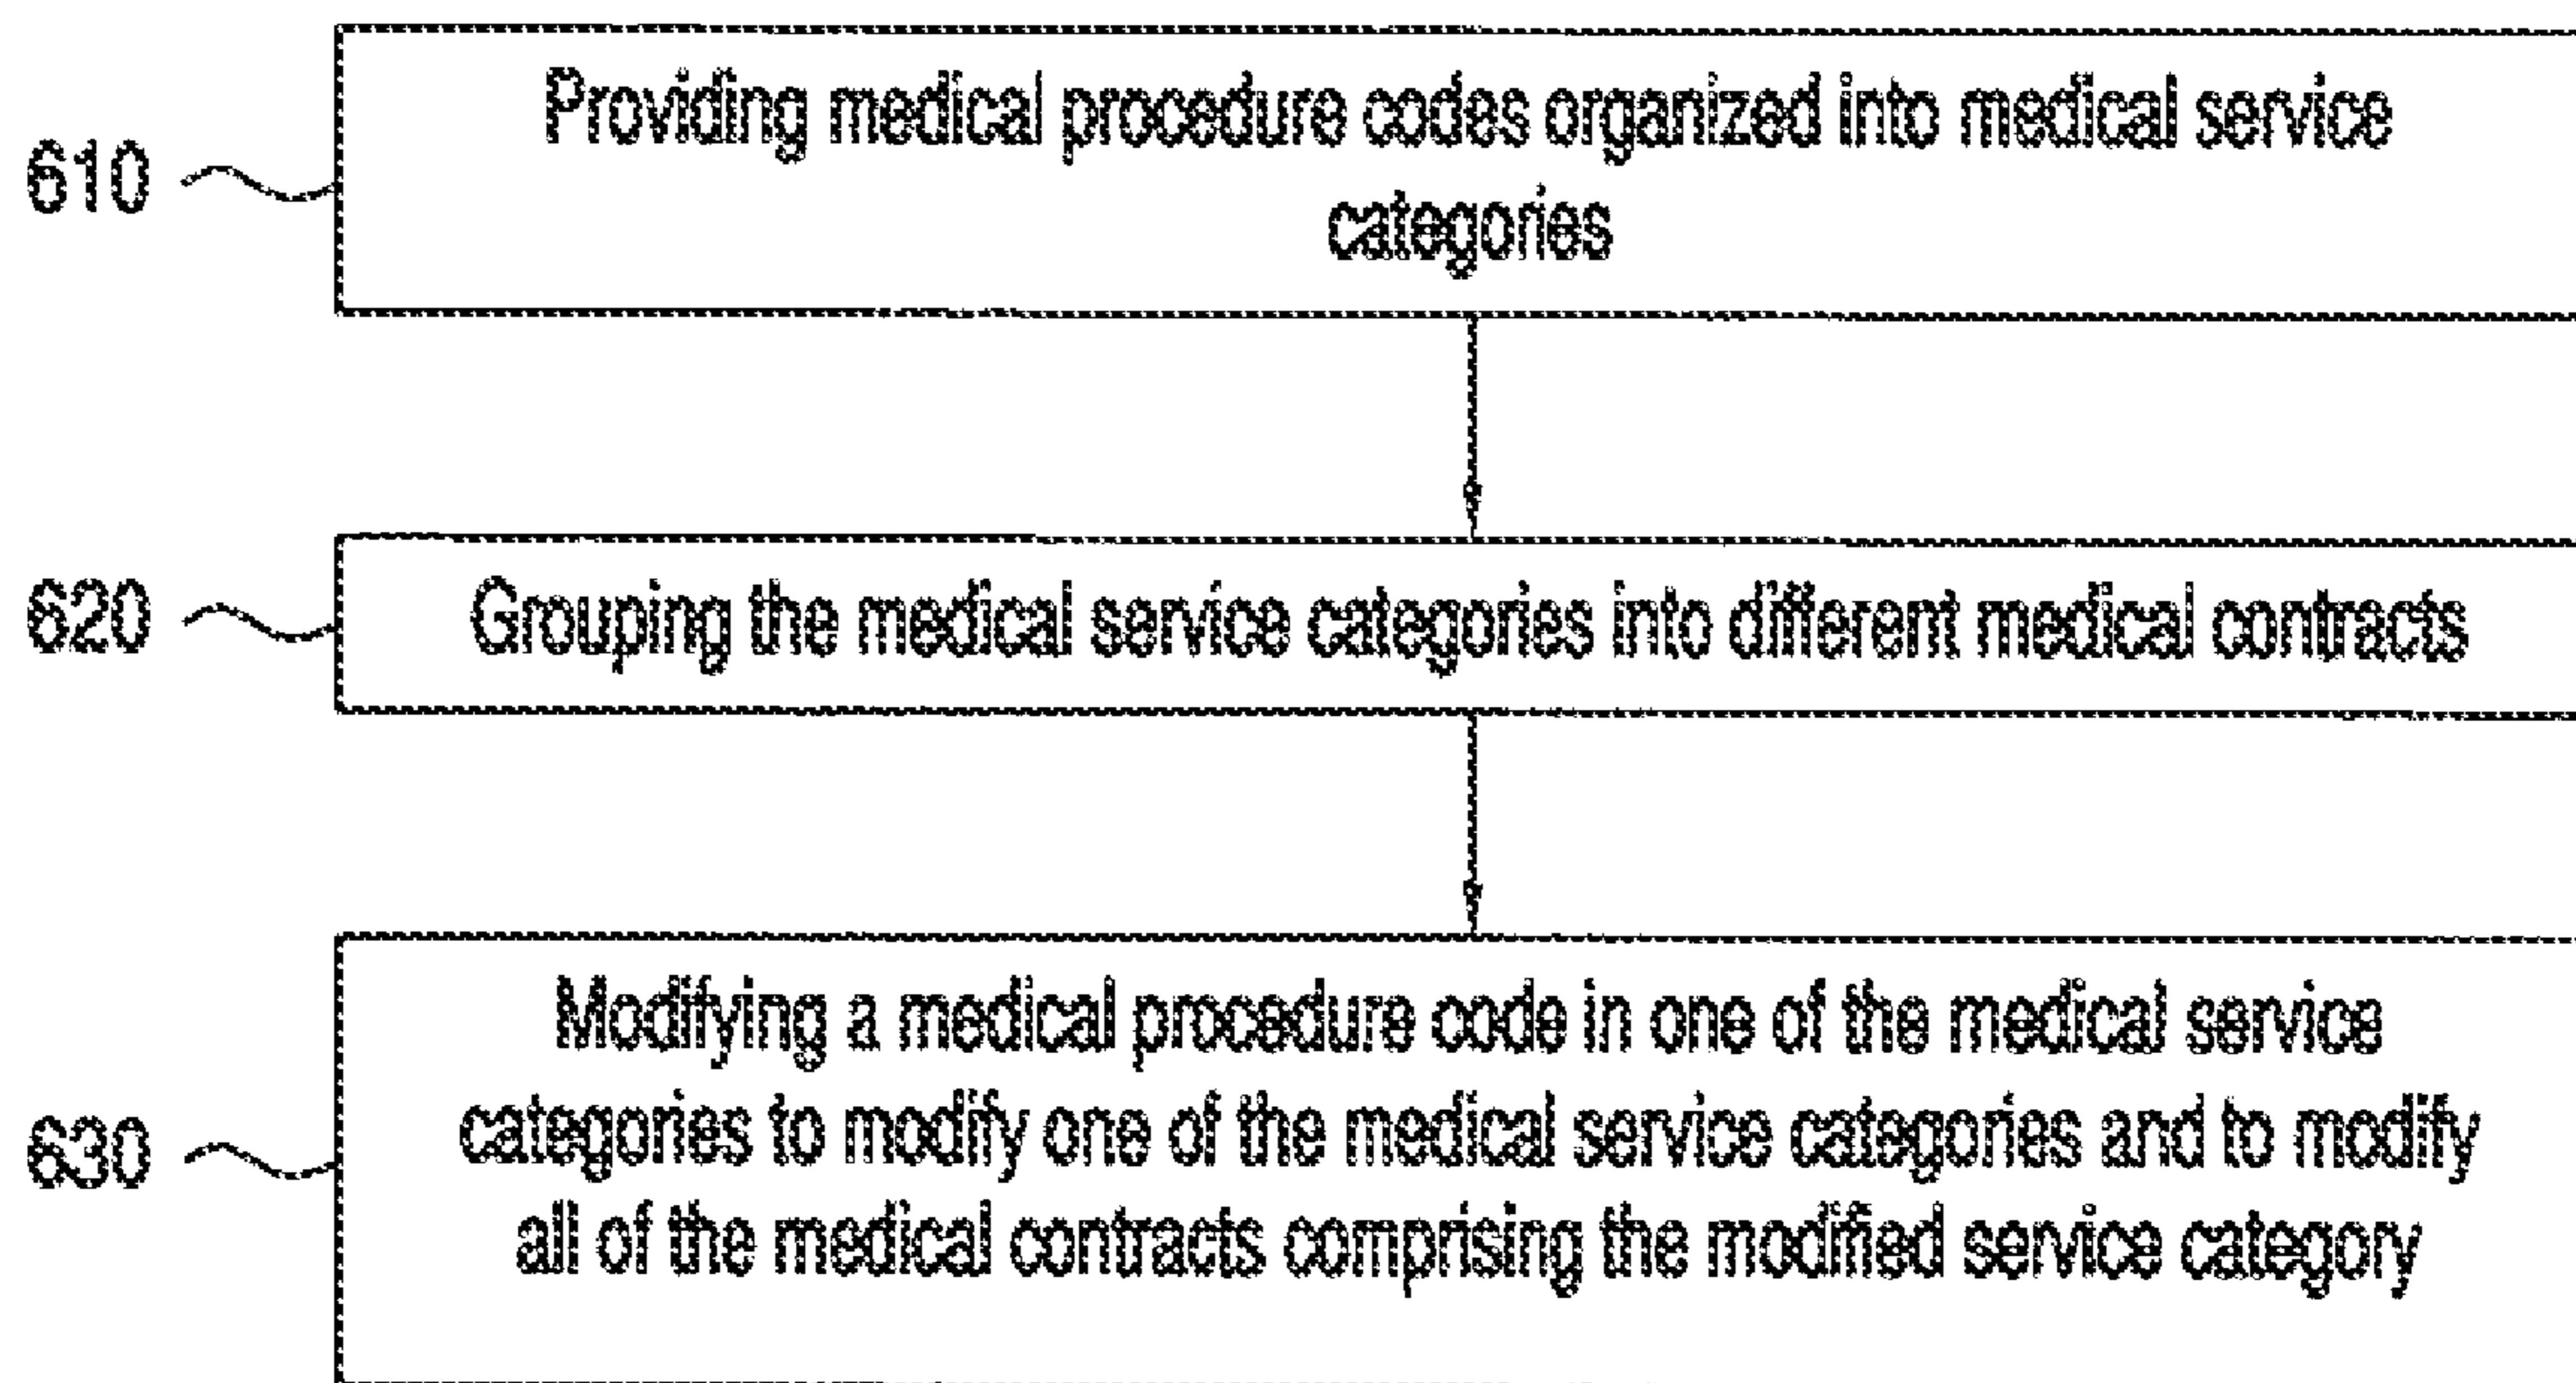 610
Providing medical procedure codes organized into medical service
categories
620
Grouping the medical service categories into different medical contracts
630
Modifying a medical procedure code in one of the medical service
categories to modify one of the medical service categories and to modify
all of the medical contracts comprising the modified service category